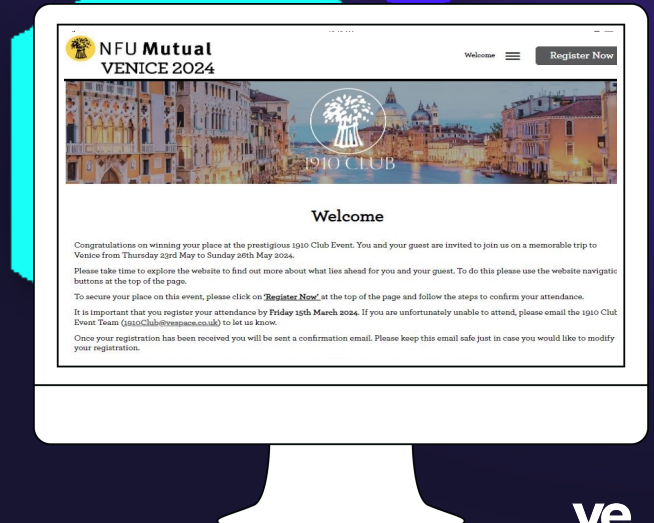 NFU Mutual
VENICE 2024
Welcome
Register Now
1910 CLUB
Welcome
Congratulations on winning your place at the prestigious 1910 Club Event. You and your guest are invited to join us on a memorable trip to
Venice from Thursday 23rd May to Sunday 26th May 2024.
Please take time to explore the website to find out more about what lies ahead for you and your guest. To do this please use the website navigatic
buttons at the top of the page.
To secure your place on this event, please click on 'Register Now' at the top of the page and follow the steps to confirm your attendance.
It is important that you register your attendance by Friday 15th March 2024. If you are unfortunately unable to attend, please email the 1910 Club
Event Team (1910Club@vespace.co.uk) to let us know.
Once your registration has been received you will be sent a confirmation email. Please keep this email safe just in case you would like to modify
your registration.
ve